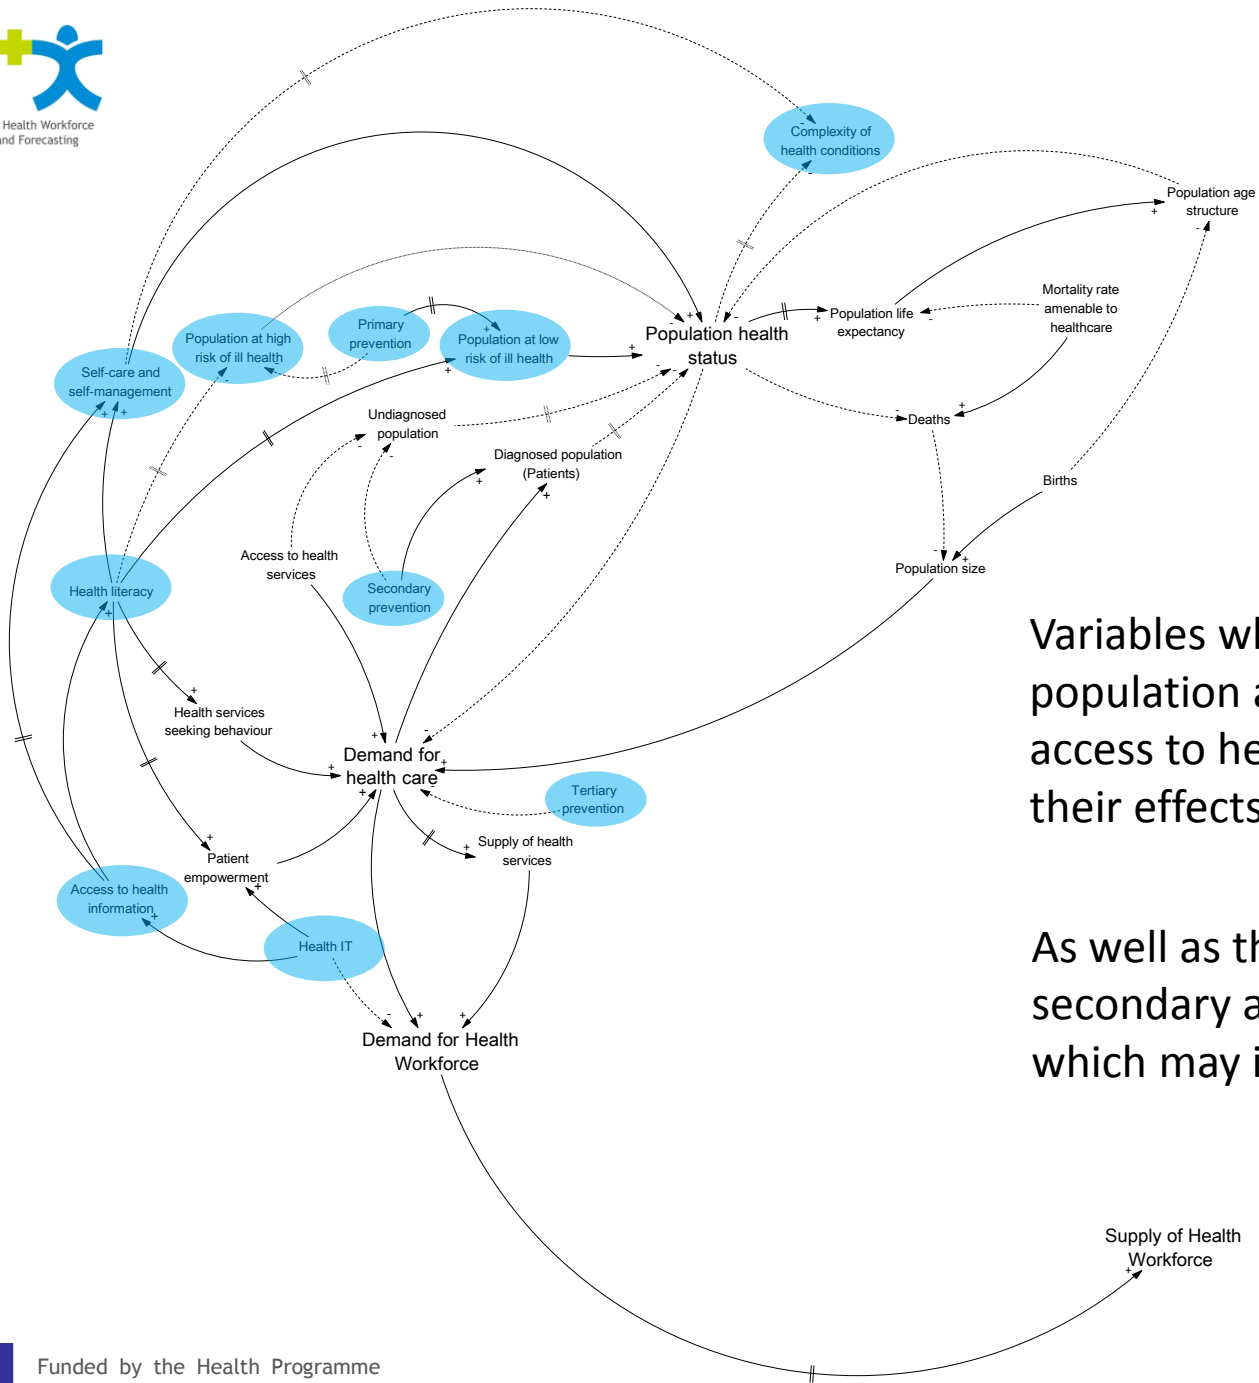 Health Workforce
and Forecasting
Complexity of
health conditions
Population age
structure
Mortality rate
amenable to
healthcare
Population life
expectancy
Primary
prevention
Population at high
risk of ill health
Population at low
risk of ill health
Population health
status
Self-care and
self-management
Undiagnosed
population
Deaths
Diagnosed population
(Patients)
Births
Access to health
services
Population size
Health literacy
Secondary
prevention
Variables wh
population a
access to he
their effects
Health services
seeking behaviour
Demand for
health care
Tertiary
prevention
Supply of health
services
Patient
empowerment
Access to health
information
Health IT
As well as th
secondary a
which may i
Demand for Health
Workforce
Supply of Health
Workforce
Funded by the Health Programme